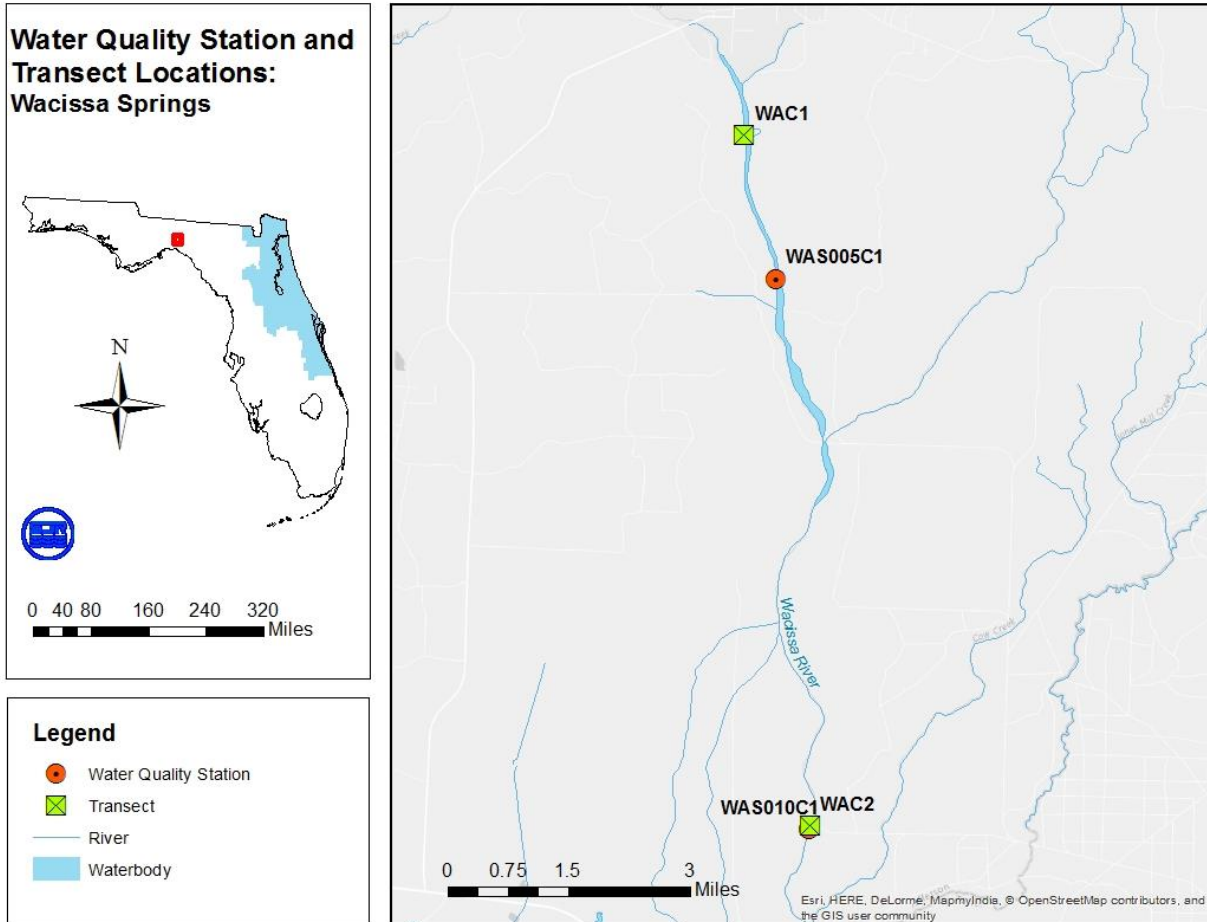 Water Quality Station and
Transect Locations:
Wacissa Springs
N
0 40 80 160 240 320
Miles
Legend
Water Quality Station
Transect
River
Waterbody
WAC1
WAS005C1
Wacissa River
Cow Creek
WAS010C1 WAC2
0 0.75 1.5 3
Miles
Esri, HERE, DeLorme, MapmyIndia, © OpenStreetMap contributors, and
the GIS user community